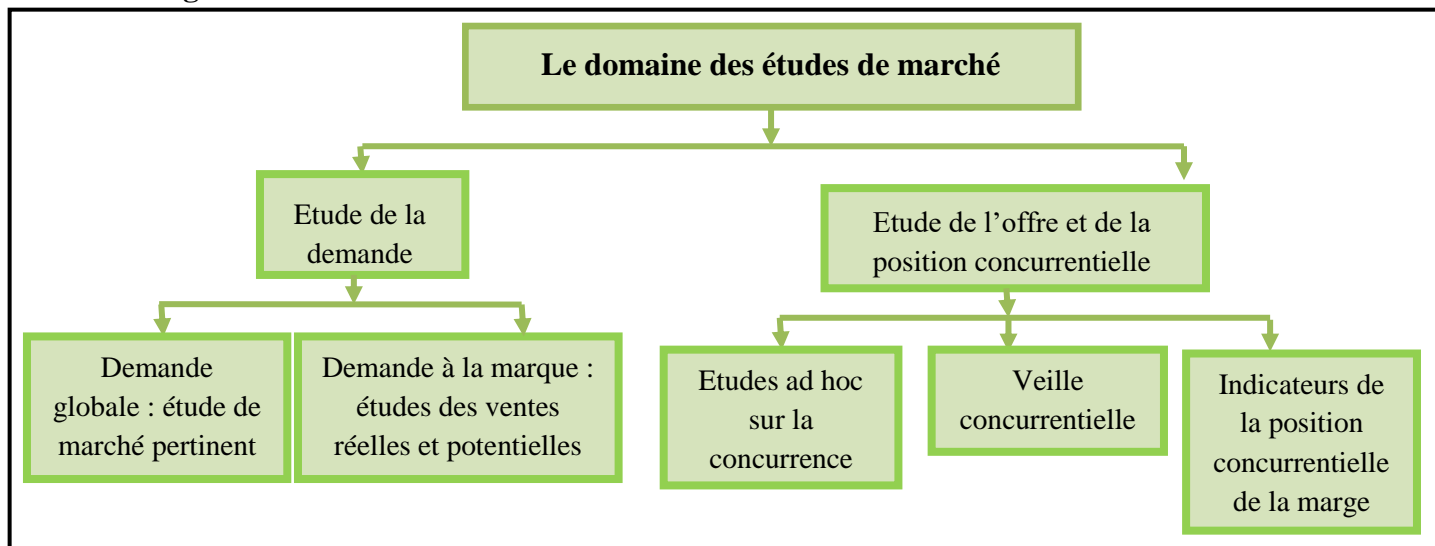 Le domaine des études de marché
Etude de la
demande
Etude de l’offre et de la
position concurrentielle
Demande
globale : étude de
marché pertinent
Demande à la marque :
études des ventes
réelles et potentielles
Etudes ad hoc
sur la
concurrence
Veille
concurrentielle
Indicateurs de
la position
concurrentielle
de la marge